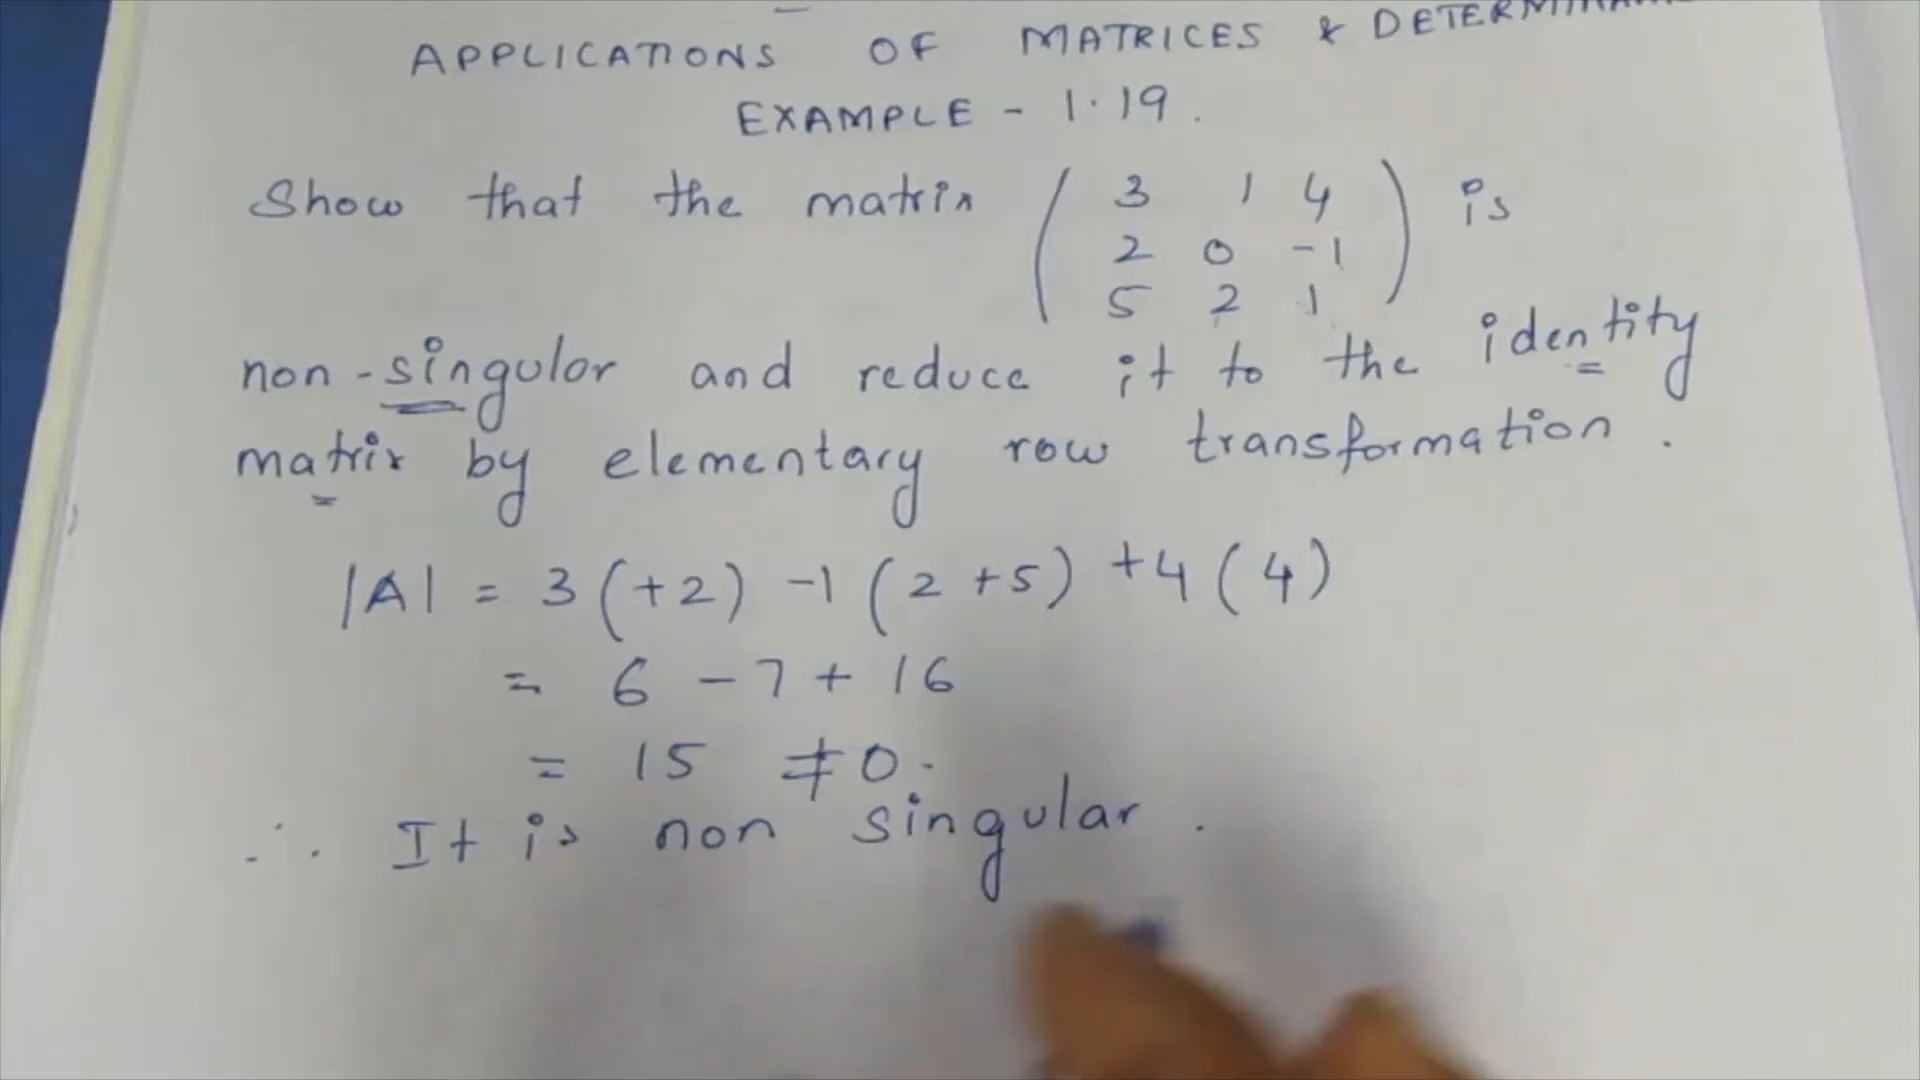 APPLICATIONS OF MATRICES & DETERMINANTS
EXAMPLE - 1.19.
Show that the matrix ( 3 1 4 ) is
2 0 -1
5 2 1
non-singular and reduce it to the identity
matrix by elementary row transformation.
|A| = 3(+2) -1(2+5) +4(4)
= 6 - 7 + 16
= 15 ≠ 0.
∴ It is non singular.